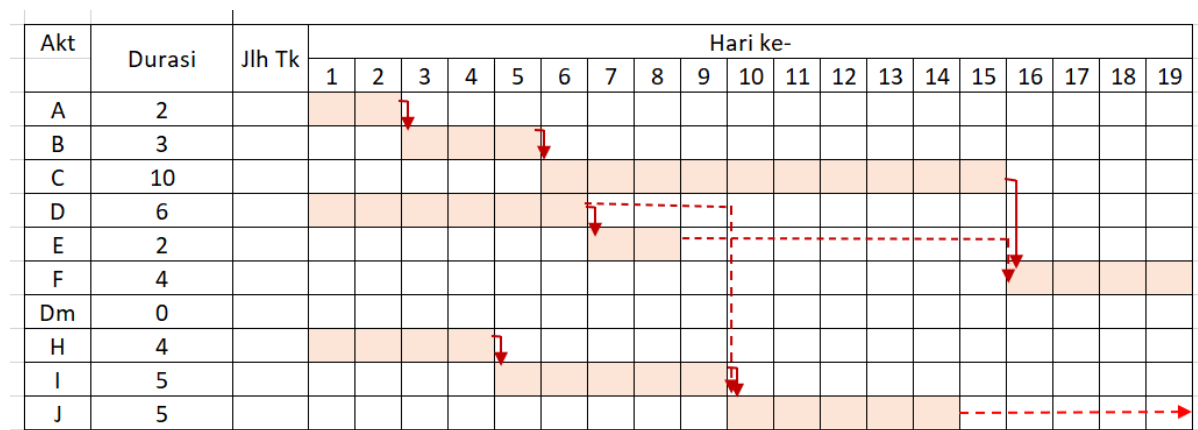 Akt Durasi Jlh Tk Hari ke-
1 2 3 4 5 6 7 8 9 10 11 12 13 14 15 16 17 18 19
A 2
B 3
C 10
D 6
E 2
F 4
Dm 0
H 4
I 5
J 5